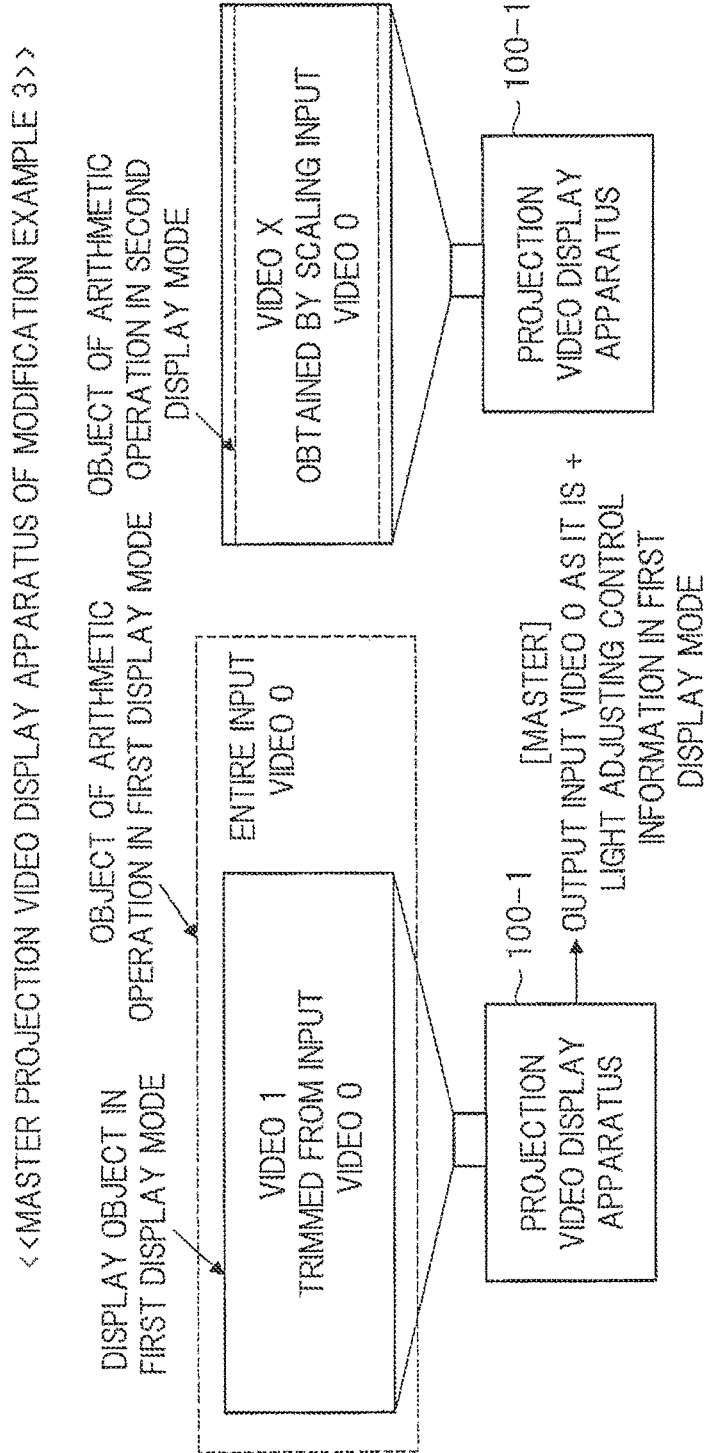 <<MASTER PROJECTION VIDEO DISPLAY APPARATUS OF MODIFICATION EXAMPLE 3>>
DISPLAY OBJECT IN
FIRST DISPLAY MODE
OBJECT OF ARITHMETIC
OPERATION IN FIRST DISPLAY MODE
ENTIRE INPUT
VIDEO 0
VIDEO 1
TRIMMED FROM INPUT
VIDEO 0
PROJECTION
VIDEO DISPLAY
APPARATUS
100-1
[MASTER]
OUTPUT INPUT VIDEO 0 AS IT IS +
LIGHT ADJUSTING CONTROL
INFORMATION IN FIRST
DISPLAY MODE
OBJECT OF ARITHMETIC
OPERATION IN SECOND
DISPLAY MODE
VIDEO X
OBTAINED BY SCALING INPUT
VIDEO 0
PROJECTION
VIDEO DISPLAY
APPARATUS
100-1